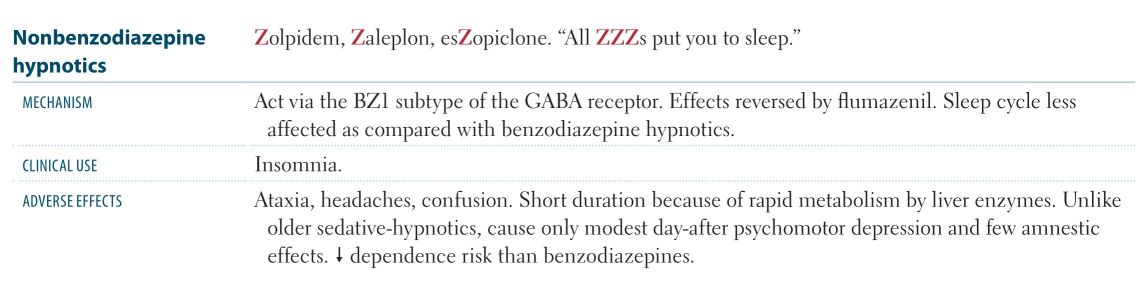 Nonbenzodiazepine hypnotics
Zolpidem, Zaleplon, esZopiclone. “All ZZZs put you to sleep.”
MECHANISM
Act via the BZ1 subtype of the GABA receptor. Effects reversed by flumazenil. Sleep cycle less
affected as compared with benzodiazepine hypnotics.
CLINICAL USE
Insomnia.
ADVERSE EFFECTS
Ataxia, headaches, confusion. Short duration because of rapid metabolism by liver enzymes. Unlike
older sedative-hypnotics, cause only modest day-after psychomotor depression and few amnestic
effects. ↓ dependence risk than benzodiazepines.